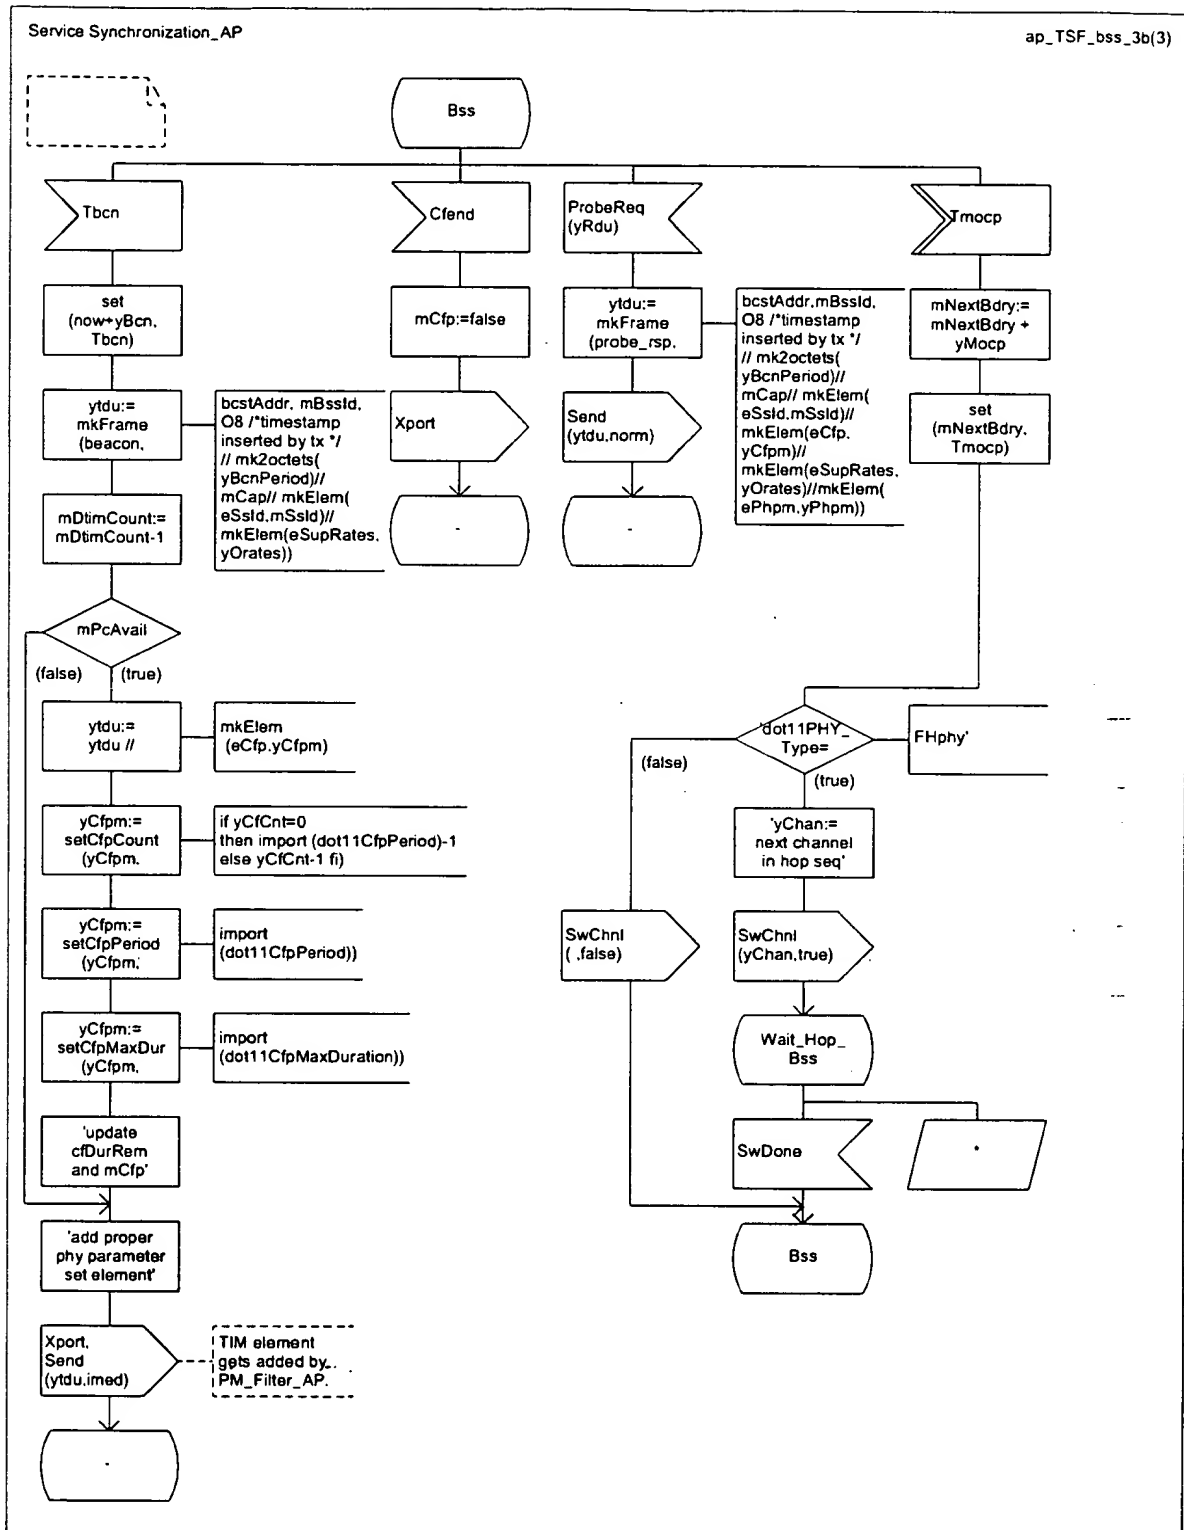 Service Synchronization_AP
ap_TSF_bss_3b(3)
Bss
Tbcn
Cfend
ProbeReq
(yRdu)
Tmocp
set
(now+yBcn,
Tbcn)
mCfp:=false
ytdu:=
mkFrame
(probe_rsp,
bcstAddr,mBssId,
O8 /*timestamp
inserted by tx */
// mk2octets(
yBcnPeriod)//
mCap// mkElem(
eSsId,mSsId)//
mkElem(eCfp,
yCfpm)//
mkElem(eSupRates,
yOrates)//mkElem(
ePhpm,yPhpm))
mNextBdry:=
mNextBdry +
yMocp
ytdu:=
mkFrame
(beacon,
bcstAddr, mBssId,
O8 /*timestamp
inserted by tx */
// mk2octets(
yBcnPeriod)//
mCap// mkElem(
eSsId,mSsId)//
mkElem(eSupRates,
yOrates))
Xport
Send
(ytdu,norm)
set
(mNextBdry,
Tmocp)
mDtimCount:=
mDtimCount-1
-
-
mPcAvail
(false)
(true)
ytdu:=
ytdu //
mkElem
(eCfp,yCfpm)
'dot11PHY_
Type=
FHphy'
(false)
(true)
yCfpm:=
setCfpCount
(yCfpm,
if yCfCnt=0
then import (dot11CfpPeriod)-1
else yCfCnt-1 fi)
'yChan:=
next channel
in hop seq'
yCfpm:=
setCfpPeriod
(yCfpm,
import
(dot11CfpPeriod))
SwChnl
( ,false)
SwChnl
(yChan,true)
yCfpm:=
setCfpMaxDur
(yCfpm,
import
(dot11CfpMaxDuration))
Wait_Hop_
Bss
'update
cfDurRem
and mCfp'
SwDone
*
'add proper
phy parameter
set element'
Bss
Xport,
Send
(ytdu,imed)
TIM element
gets added by
PM_Filter_AP.
-